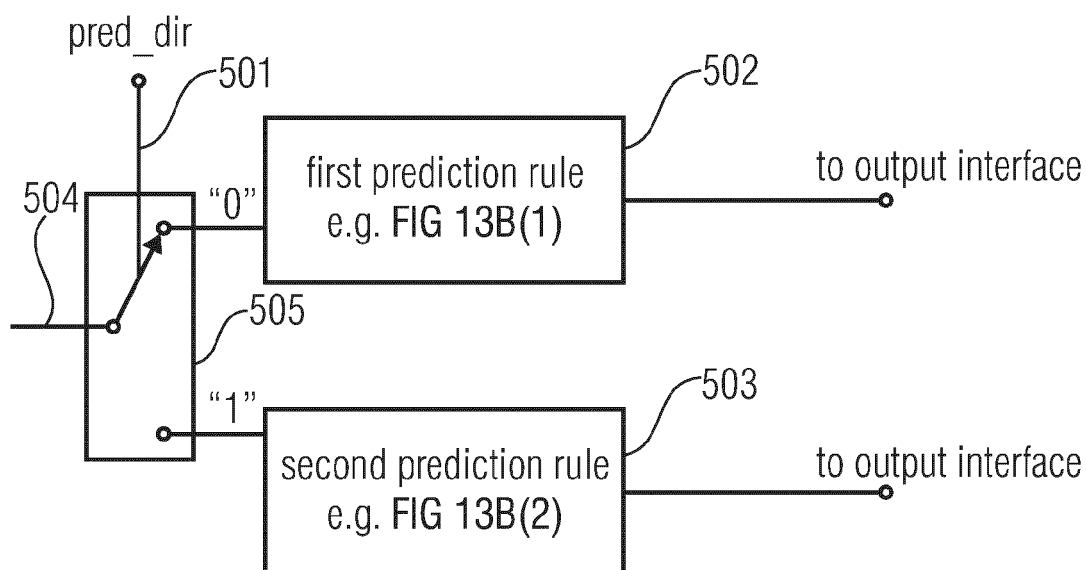 pred_dir
501
502
first prediction rule
e.g. FIG 13B(1)
to output interface
504
"0"
505
"1"
503
second prediction rule
e.g. FIG 13B(2)
to output interface